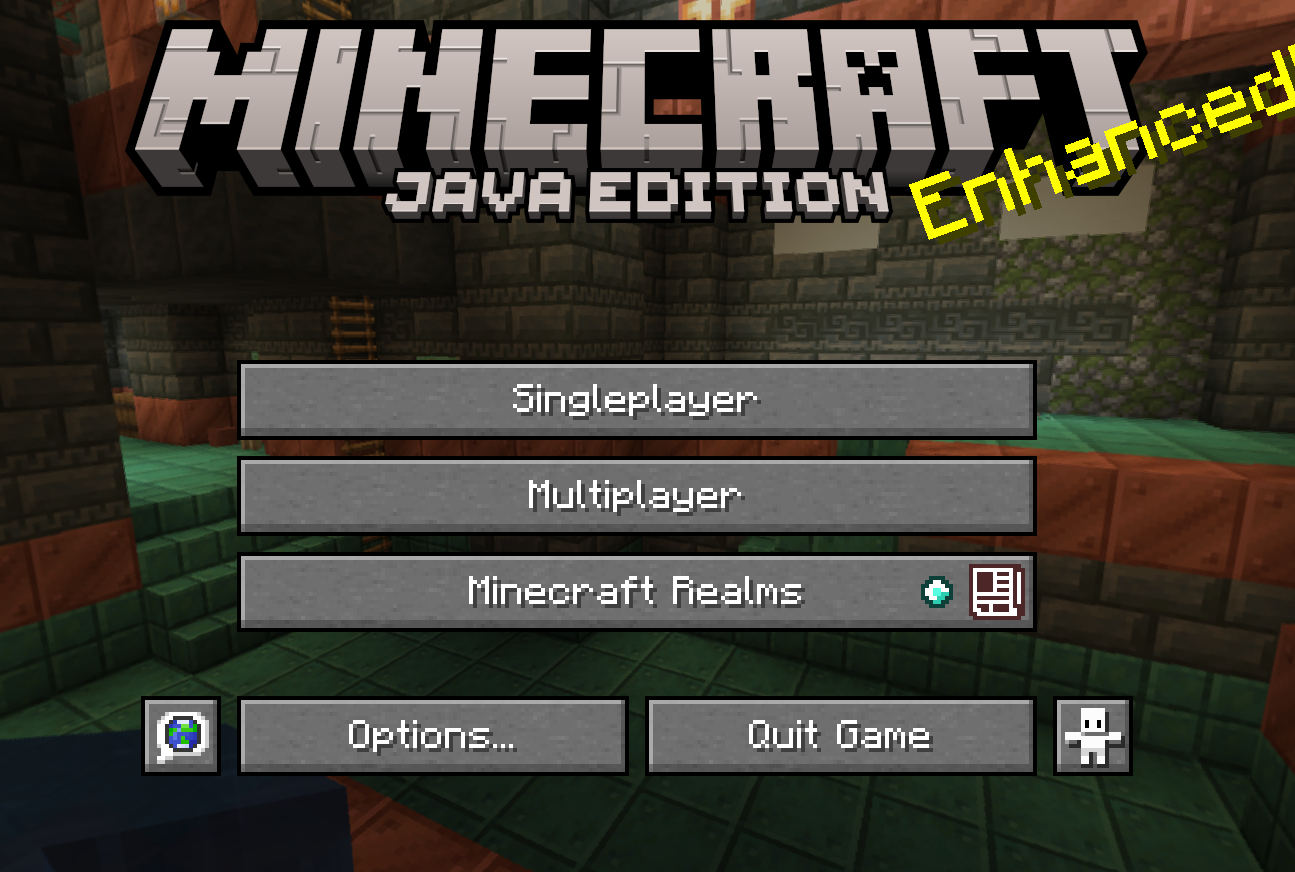 MINECRAFT
JAVA EDITION
Enhanced!
Singleplayer
Multiplayer
Minecraft Realms
Options...
Quit Game